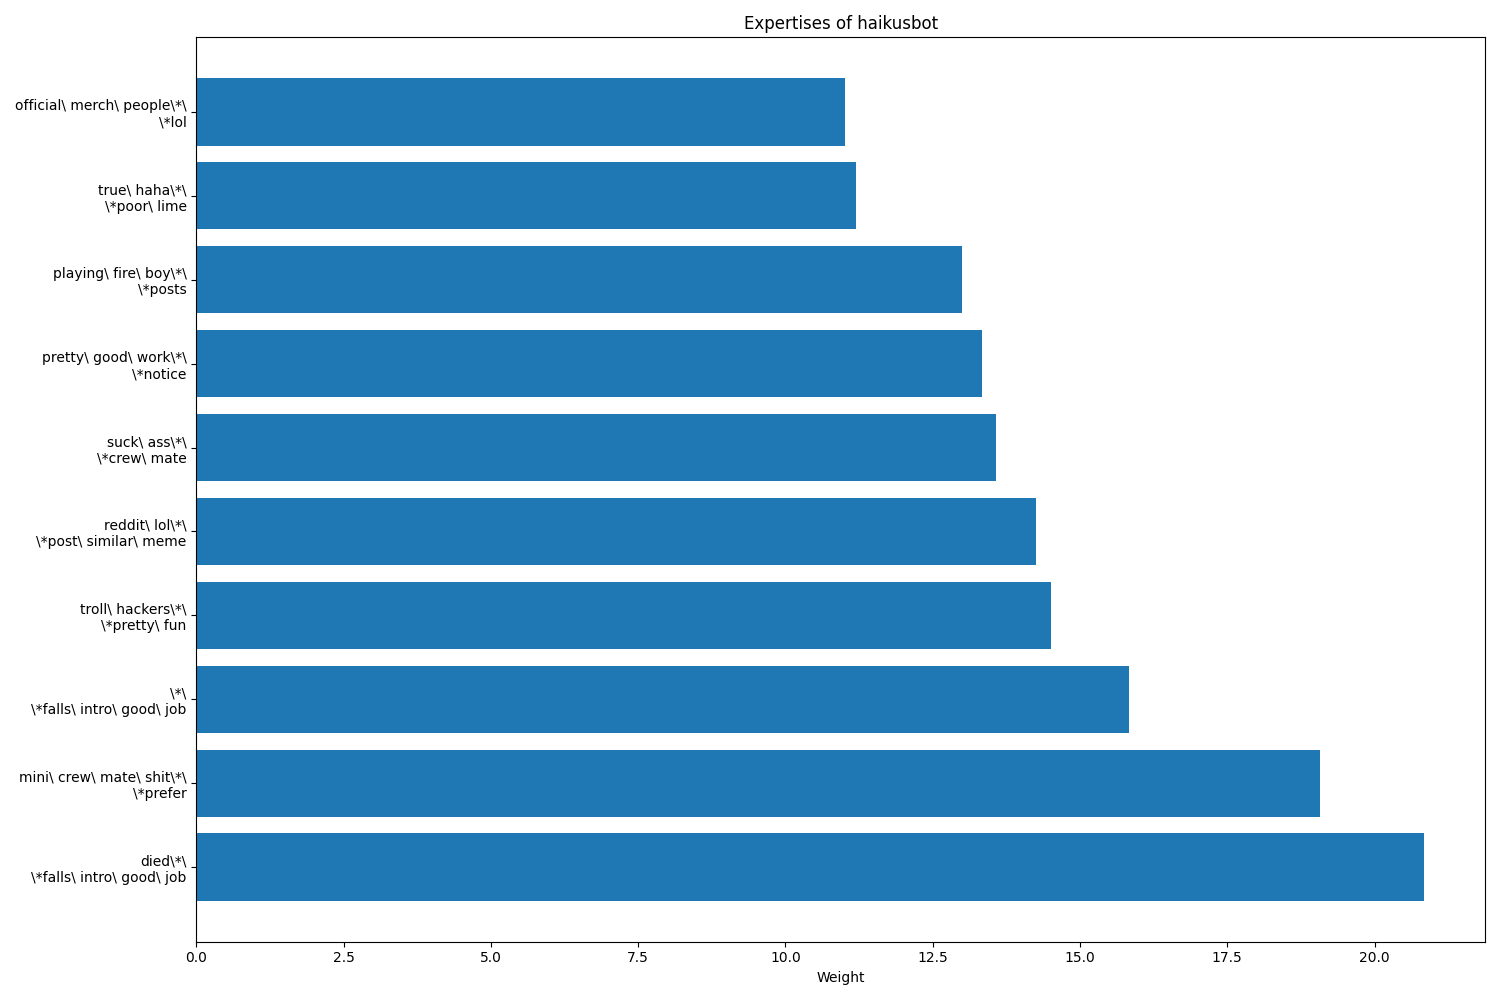 Expertises of haikusbot
official\ merch\ people\*\
\*lol
true\ haha\*\
\*poor\ lime
playing\ fire\ boy\*\
\*posts
pretty\ good\ work\*\
\*notice
suck\ ass\*\
\*crew\ mate
reddit\ lol\*\
\*post\ similar\ meme
troll\ hackers\*\
\*pretty\ fun
\*\
\*falls\ intro\ good\ job
mini\ crew\ mate\ shit\*\
\*prefer
died\*\
\*falls\ intro\ good\ job
0.0 2.5 5.0 7.5 10.0 12.5 15.0 17.5 20.0
Weight